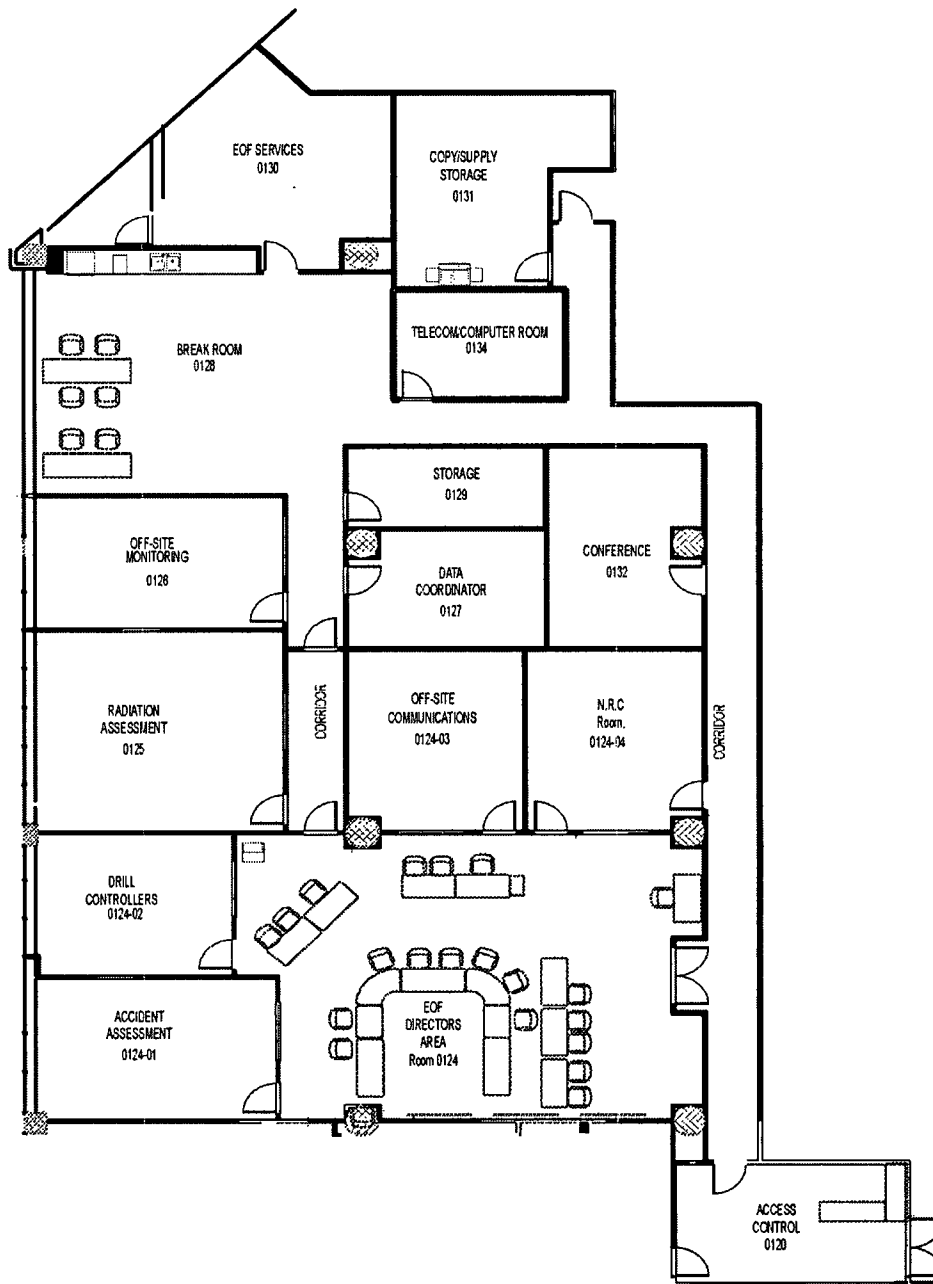 EOF SERVICES
0130
COPY/SUPPLY
STORAGE
0131
TELECOM/COMPUTER ROOM
0134
BREAK ROOM
0128
STORAGE
0129
OFF-SITE
MONITORING
0126
DATA
COORDINATOR
0127
CONFERENCE
0132
RADIATION
ASSESSMENT
0125
CORRIDOR
OFF-SITE
COMMUNICATIONS
0124-03
N.R.C
Room.
0124-04
CORRIDOR
DRILL
CONTROLLERS
0124-02
ACCIDENT
ASSESSMENT
0124-01
EOF
DIRECTORS
AREA
Room 0124
ACCESS
CONTROL
0120